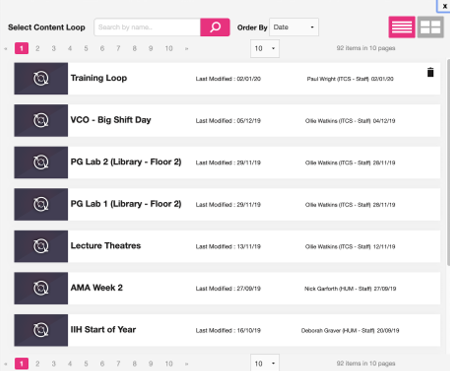 x
Select Content Loop Search by name.. Order By Date
« 1 2 3 4 5 6 7 8 9 10 » 10 92 items in 10 pages
Training Loop Last Modified : 02/01/20 Paul Wright (ITCS - Staff) 02/01/20
VCO - Big Shift Day Last Modified : 05/12/19 Ollie Watkins (ITCS - Staff) 04/12/19
PG Lab 2 (Library - Floor 2) Last Modified : 29/11/19 Ollie Watkins (ITCS - Staff) 28/11/19
PG Lab 1 (Library - Floor 2) Last Modified : 29/11/19 Ollie Watkins (ITCS - Staff) 28/11/19
Lecture Theatres Last Modified : 13/11/19 Ollie Watkins (ITCS - Staff) 12/11/19
AMA Week 2 Last Modified : 27/09/19 Nick Garforth (HUM - Staff) 27/09/19
IIH Start of Year Last Modified : 16/10/19 Deborah Graver (HUM - Staff) 20/09/19
« 1 2 3 4 5 6 7 8 9 10 » 10 92 items in 10 pages